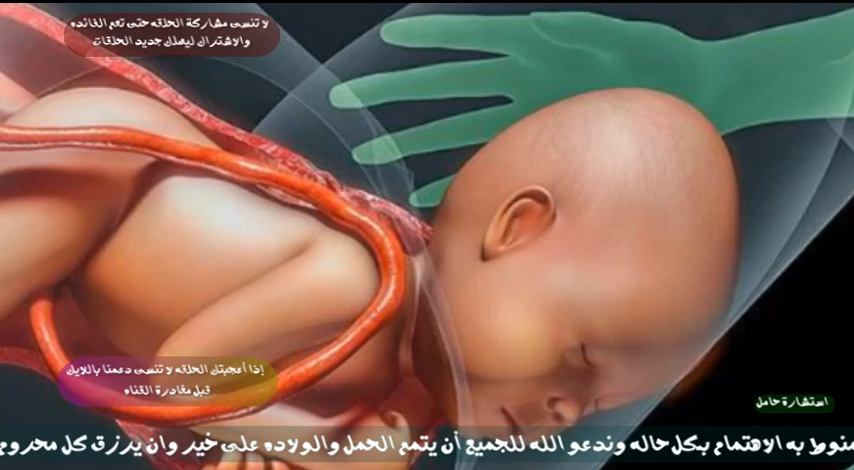 لا تنسى مشاركة الحلقه حتى تعم الفائده
والاشتراك ليصلك جديد الحلقات
إذا أعجبتك الحلقه لا تنسى دعمنا باللايك
قبل مغادرة القناه
استشارة حامل
منوط به الاهتمام بكل حاله وندعو الله للجميع أن يتمم الحمل والولاده على خير وان يرزق كل محروم